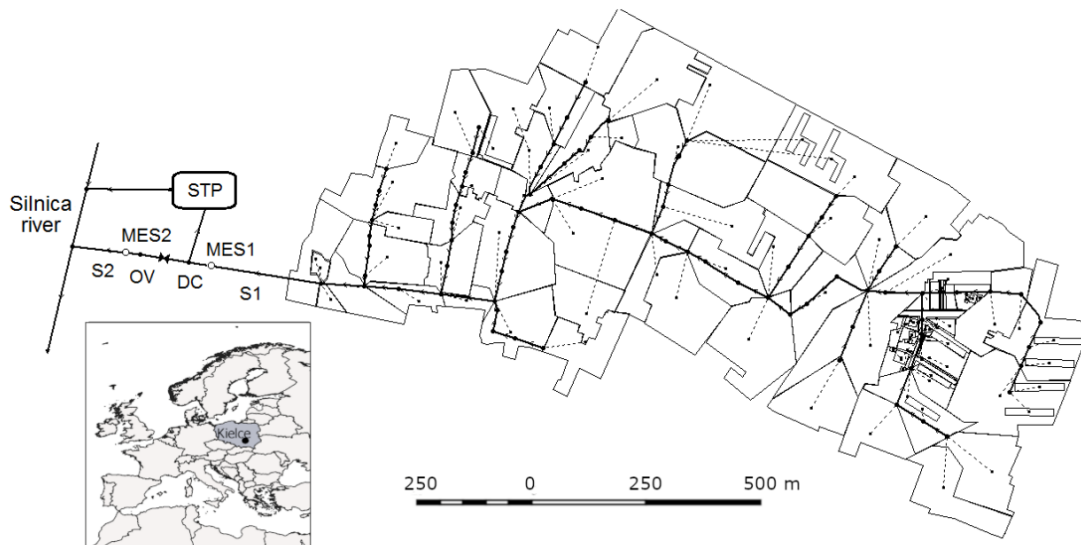 STP
Silnica
river
MES2
MES1
S2
OV
DC
S1
Kielce
250 0 250 500 m